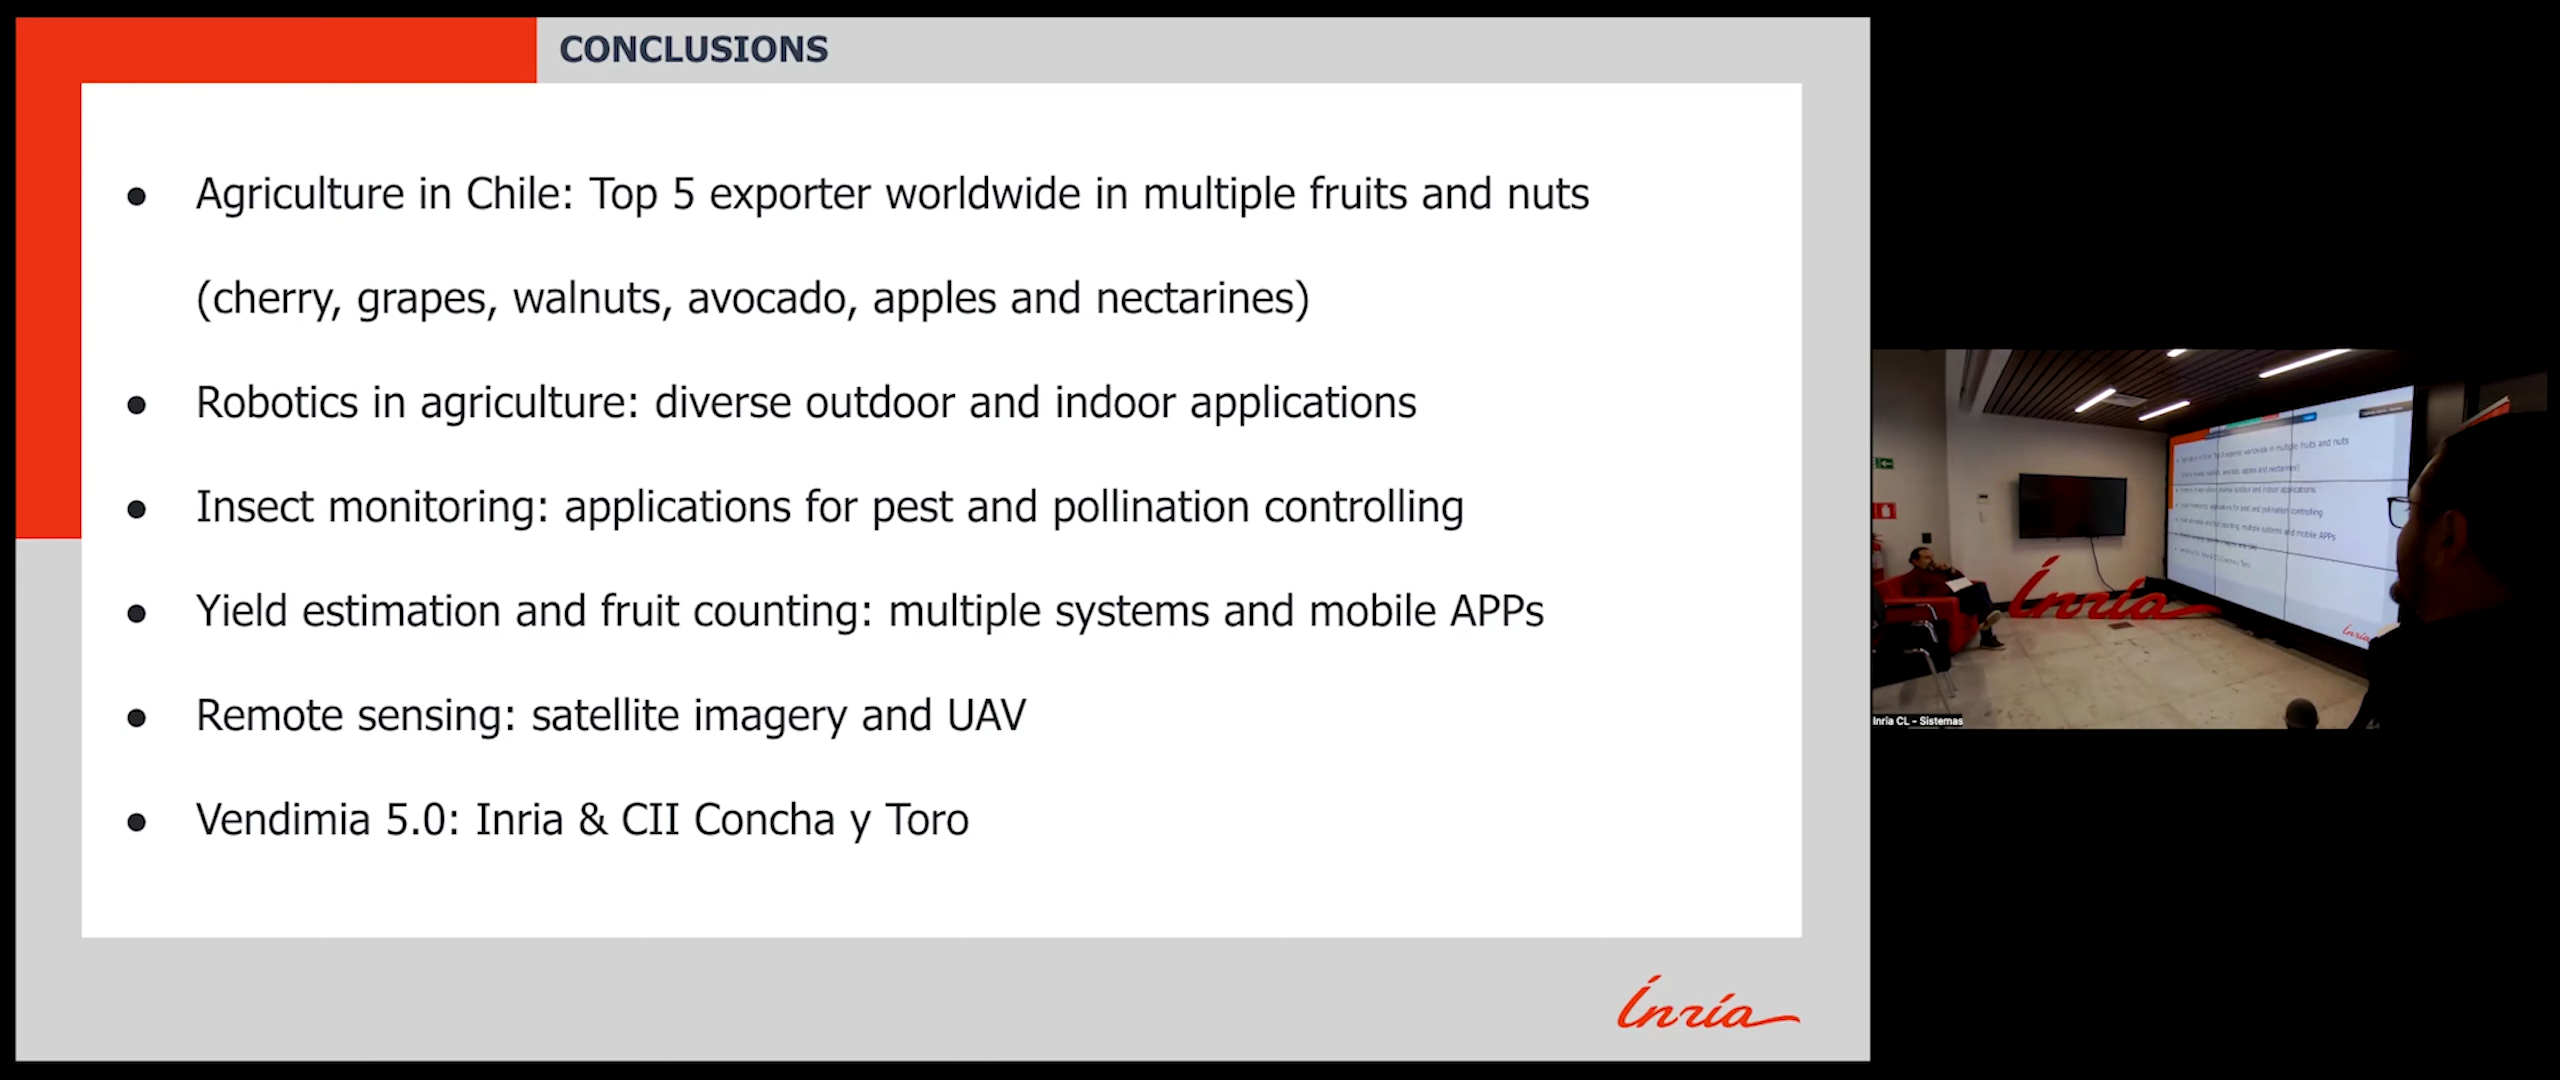 CONCLUSIONS
● Agriculture in Chile: Top 5 exporter worldwide in multiple fruits and nuts
(cherry, grapes, walnuts, avocado, apples and nectarines)
● Robotics in agriculture: diverse outdoor and indoor applications
● Insect monitoring: applications for pest and pollination controlling
● Yield estimation and fruit counting: multiple systems and mobile APPs
● Remote sensing: satellite imagery and UAV
● Vendimia 5.0: Inria & CII Concha y Toro
Inria
Inria
Inria
Inria CL - Sistemas